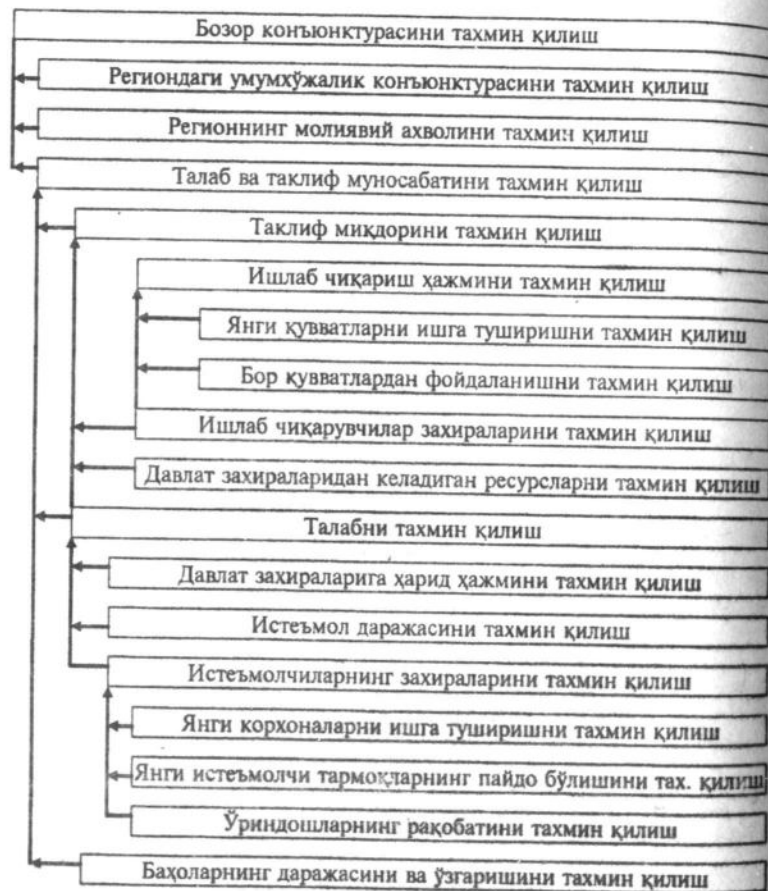 Бозор конъюнктурасини тахмин қилиш
Региондаги умумхўжалик конъюнктурасини тахмин қилиш
Регионнинг молиявий ахволини тахмин қилиш
Талаб ва таклиф муносабатини тахмин қилиш
Таклиф миқдорини тахмин қилиш
Ишлаб чиқариш ҳажмини тахмин қилиш
Янги қувватларни ишга туширишни тахмин қилиш
Бор қувватлардан фойдаланишни тахмин қилиш
Ишлаб чиқарувчилар захираларини тахмин қилиш
Давлат захираларидан келадиган ресурсларни тахмин қилиш
Талабни тахмин қилиш
Давлат захираларига ҳарид ҳажмини тахмин қилиш
Истеъмол даражасини тахмин қилиш
Истеъмолчиларнинг захираларини тахмин қилиш
Янги корхоналарни ишга туширишни тахмин қилиш
Янги истеъмолчи тармоқларнинг пайдо бўлишини тах. қилиш
Ўриндошларнинг рақобатини тахмин қилиш
Баҳоларнинг даражасини ва ўзгаришини тахмин қилиш